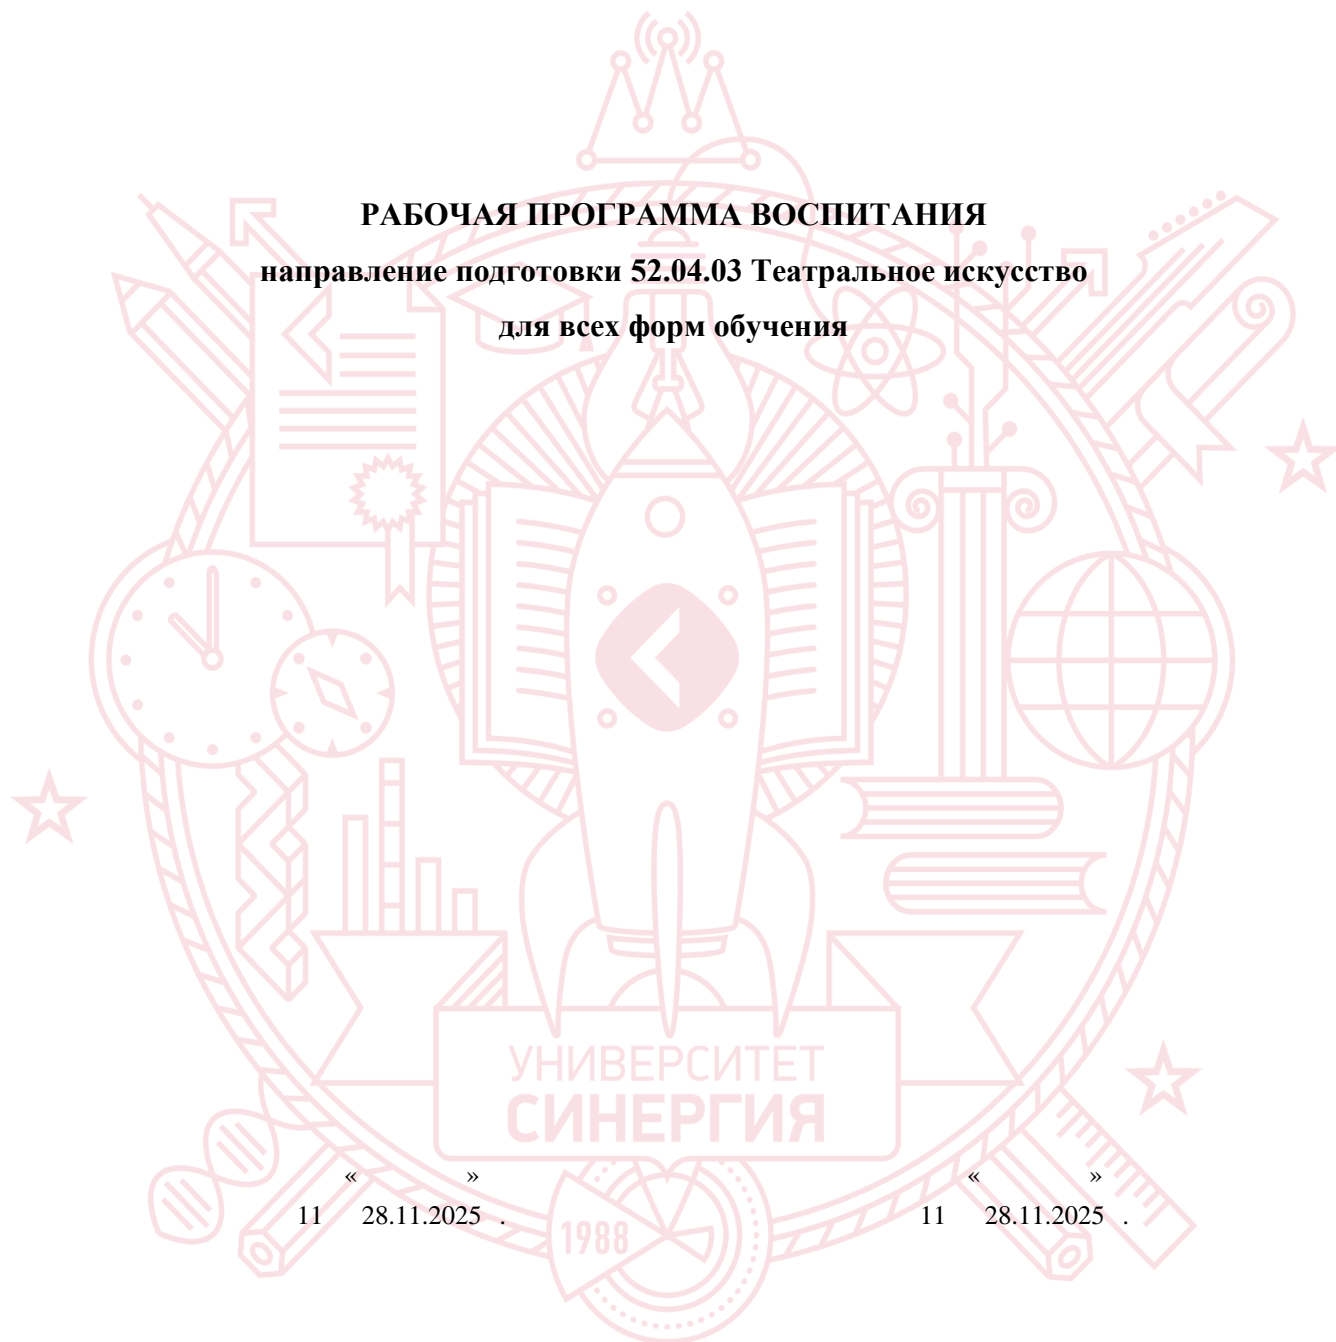 РАБОЧАЯ ПРОГРАММА ВОСПИТАНИЯ
направление подготовки 52.04.03 Театральное искусство
для всех форм обучения
УНИВЕРСИТЕТ
СИНЕРГИЯ
« » « »
11 28.11.2025 . 11 28.11.2025 .
1988